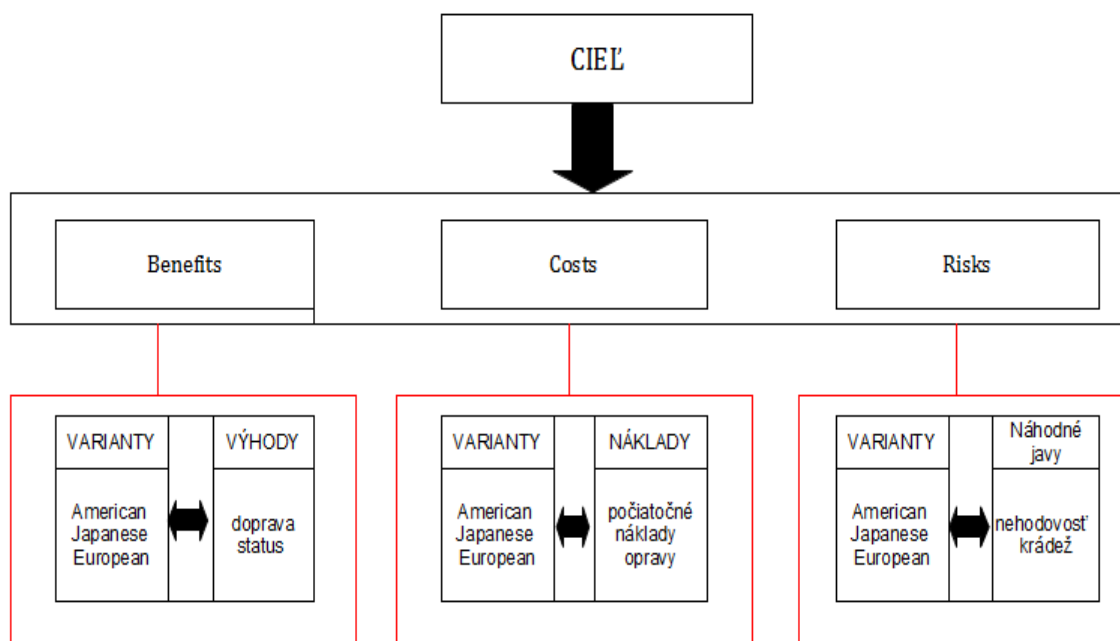 CIEĽ
Benefits
Costs
Risks
VARIANTY
VÝHODY
American
Japanese
European
doprava
status
VARIANTY
NÁKLADY
American
Japanese
European
počiatočné
náklady
opravy
VARIANTY
Náhodné
javy
American
Japanese
European
nehodovosť
krádež